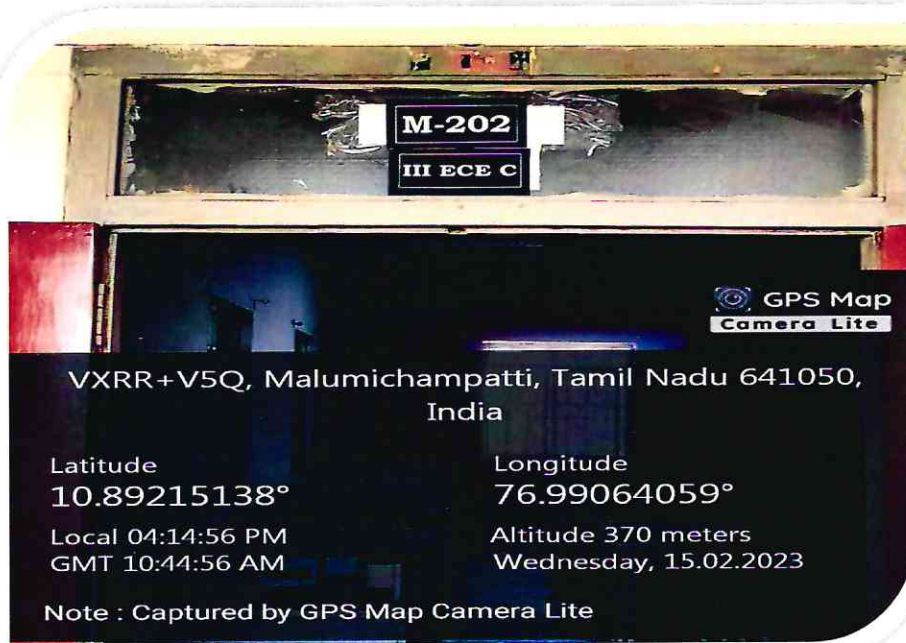 M-202
III ECE C
GPS Map
Camera Lite
VXRR+V5Q, Malumichampatti, Tamil Nadu 641050,
India
Latitude
10.89215138°
Longitude
76.99064059°
Local 04:14:56 PM
GMT 10:44:56 AM
Altitude 370 meters
Wednesday, 15.02.2023
Note : Captured by GPS Map Camera Lite